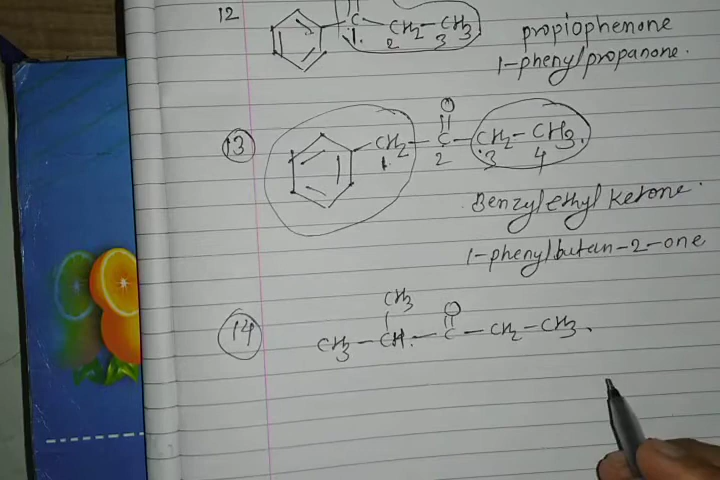 12
C - CH2 - CH3
1. 2 3
propiophenone
1-phenylpropanone.
13
O
CH2 - C - CH2 - CH3.
1 2 3 4
Benzylethyl ketone.
1-phenylbutan-2-one
14
CH3 O
CH3 - CH - C - CH2 - CH3.